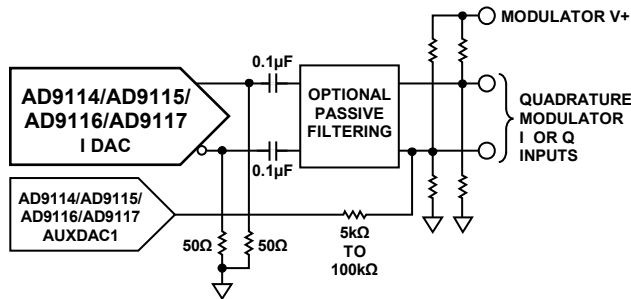 MODULATOR V+
0.1µF
AD9114/AD9115/
AD9116/AD9117
I DAC
OPTIONAL
PASSIVE
FILTERING
QUADRATURE
MODULATOR
I OR Q
INPUTS
0.1µF
AD9114/AD9115/
AD9116/AD9117
AUXDAC1
50Ω
50Ω
5kΩ
TO
100kΩ